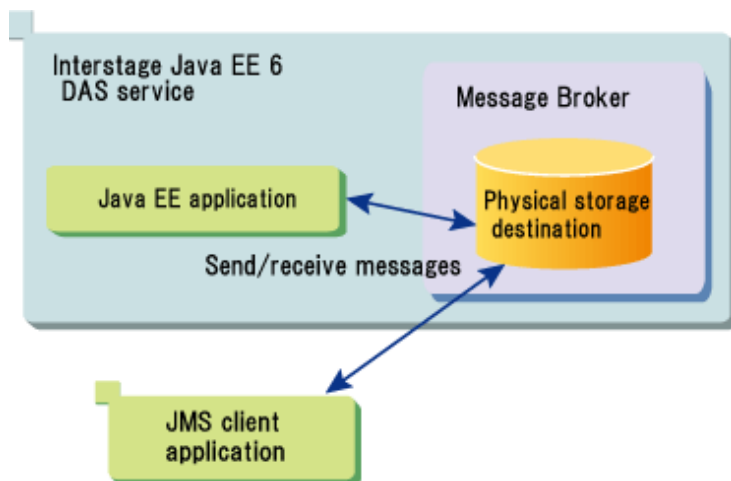 Interstage Java EE 6
DAS service
Message Broker
Java EE application
Physical storage
destination
Send/receive messages
JMS client
application